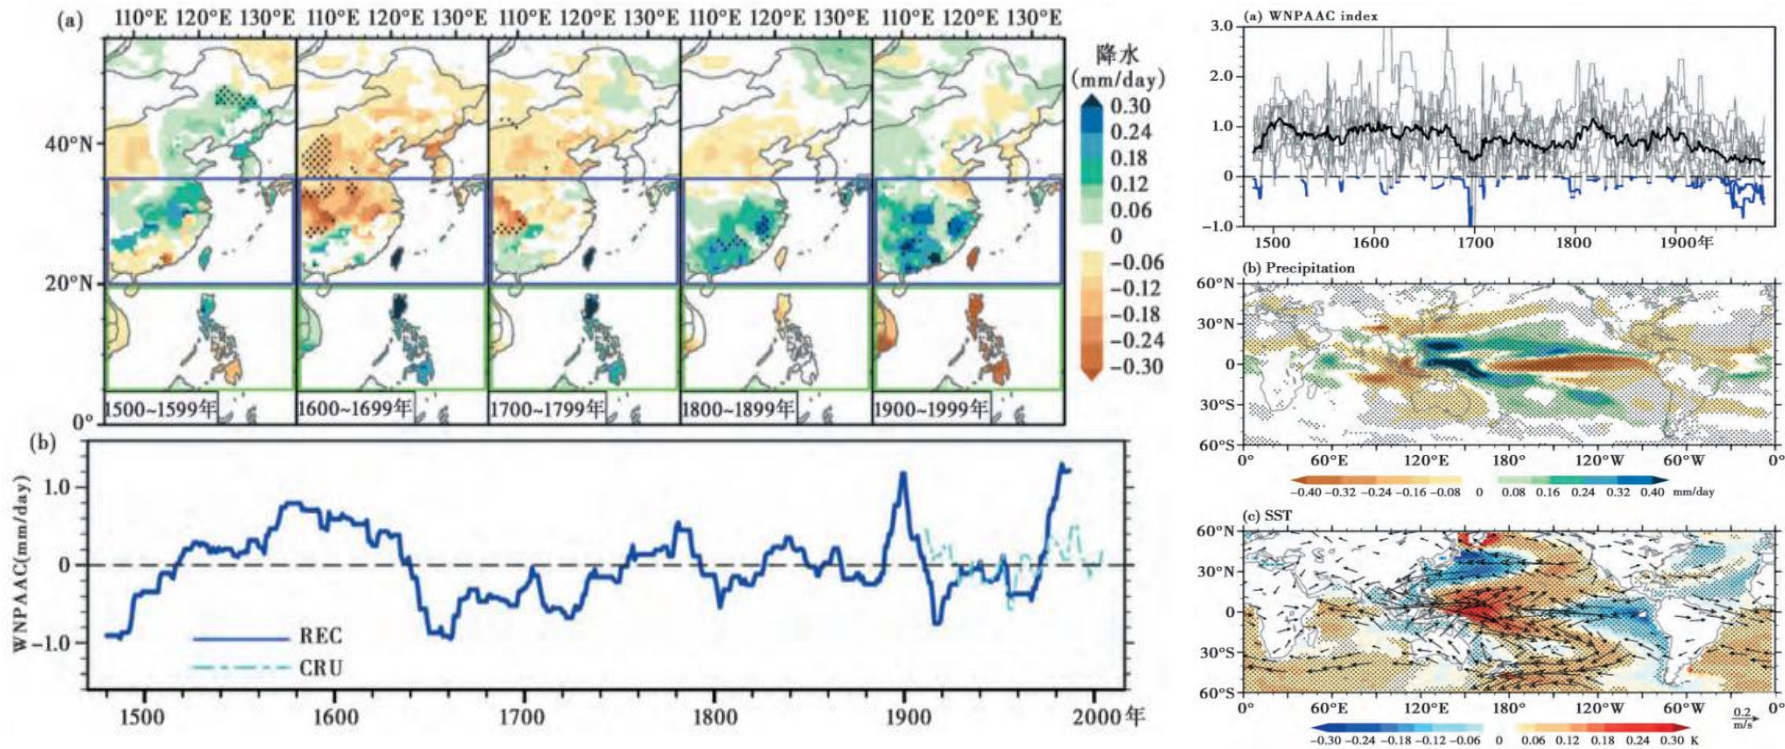 (a)
110°E 120°E 130°E 110°E 120°E 130°E 110°E 120°E 130°E 110°E 120°E 130°E 110°E 120°E 130°E
40°N
20°N
0°
1500~1599年 1600~1699年 1700~1799年 1800~1899年 1900~1999年
降水
(mm/day)
0.30
0.24
0.18
0.12
0.06
0
-0.06
-0.12
-0.18
-0.24
-0.30
(b)
WNPAAC(mm/day)
1.0
0
-1.0
REC
CRU
1500 1600 1700 1800 1900 2000年
(a) WNPAAC index
3.0
2.0
1.0
0
-1.0
1500 1600 1700 1800 1900年
(b) Precipitation
60°N
30°N
0
30°S
60°S
0° 60°E 120°E 180° 120°W 60°W 0°
-0.40 -0.32 -0.24 -0.16 -0.08 0 0.08 0.16 0.24 0.32 0.40 mm/day
(c) SST
60°N
30°N
0
30°S
60°S
0° 60°E 120°E 180° 120°W 60°W 0°
-0.30 -0.24 -0.18 -0.12 -0.06 0 0.06 0.12 0.18 0.24 0.30 K
0.2
m/s